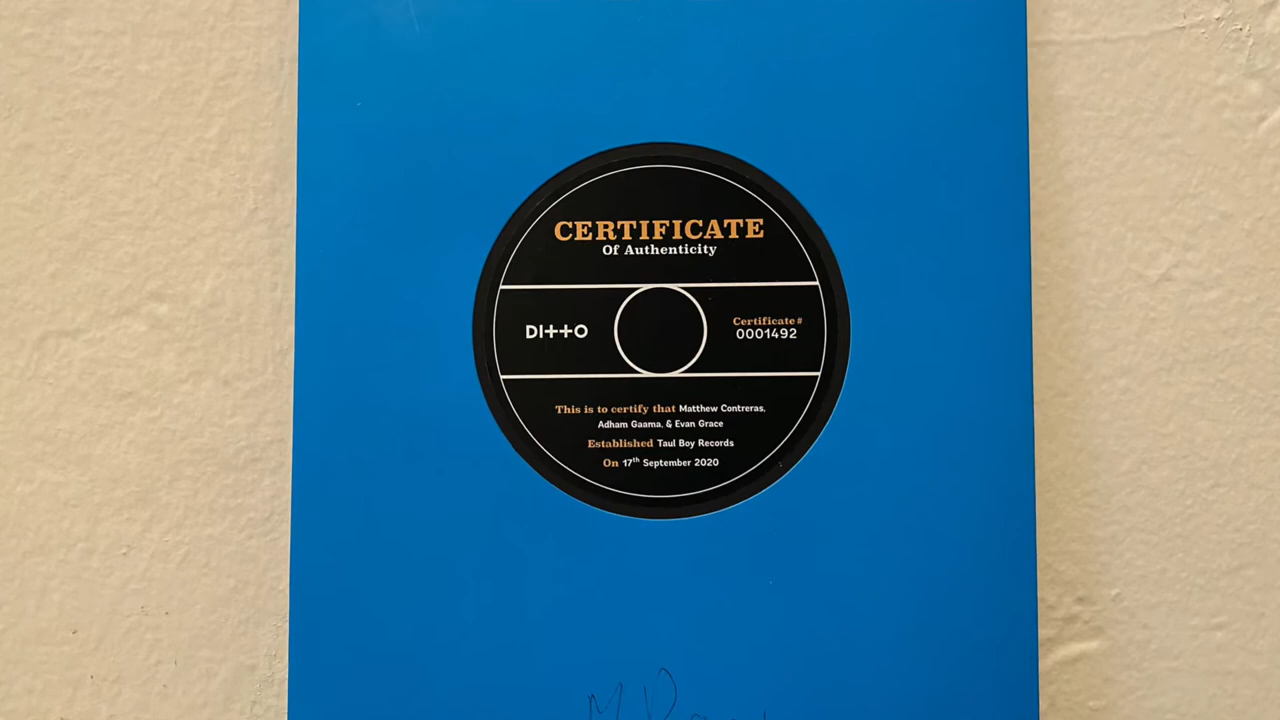 CERTIFICATE
Of Authenticity
DITTO
Certificate #
0001492
This is to certify that Matthew Contreras,
Adham Gaama, & Evan Grace
Established Taul Boy Records
On 17th September 2020